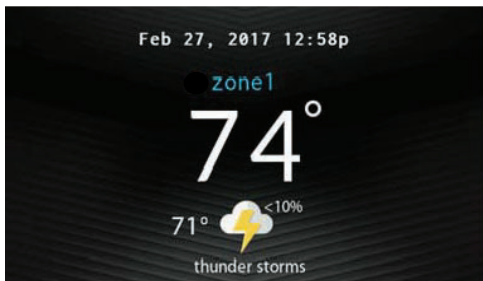 Feb 27, 2017 12:58p
zone1
74°
<10%
71°
thunder storms